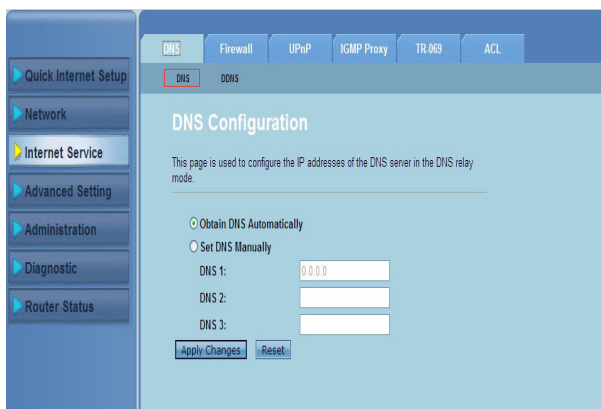 DNS Firewall UPnP IGMP Proxy TR-069 ACL
DNS DDNS
Quick Internet Setup
Network
Internet Service
Advanced Setting
Administration
Diagnostic
Router Status
DNS Configuration
This page is used to configure the IP addresses of the DNS server in the DNS relay
mode.
Obtain DNS Automatically
Set DNS Manually
DNS 1: 0.0.0.0
DNS 2:
DNS 3:
Apply Changes Reset